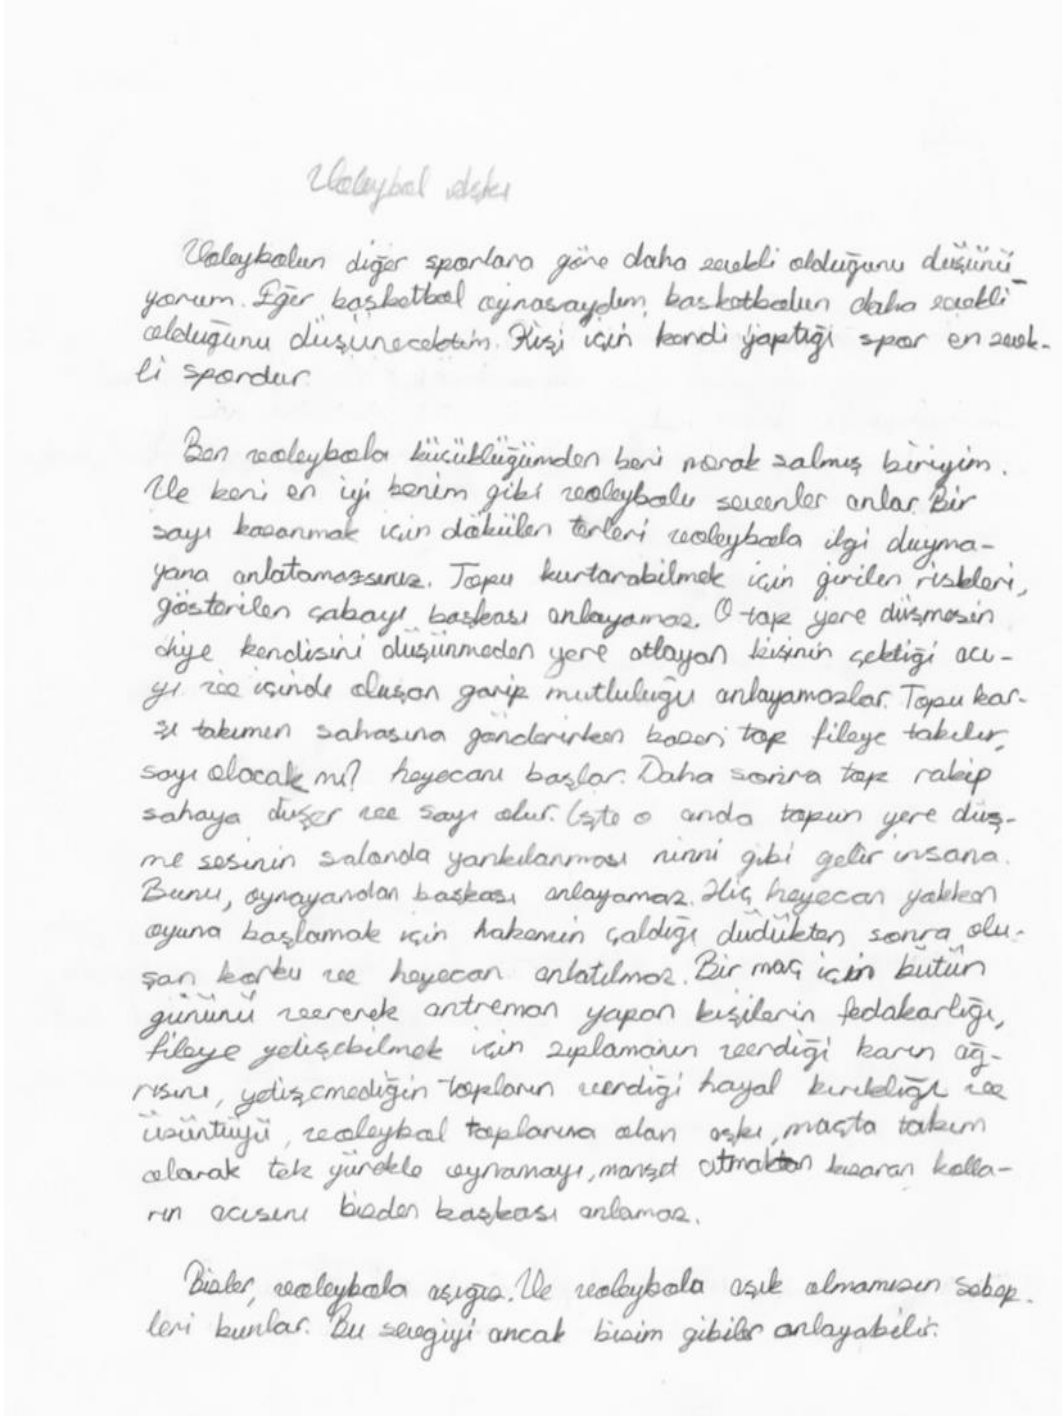 Voleybol aşkı
Voleybolun diğer sporlara göre daha zevkli olduğunu düşünü-
yorum. Eğer basketbol oynasaydım, basketbolun daha zevkli
olduğunu düşünecektim. Kişi için kendi yaptığı spor en zevk-
li spordur.
Ben voleybola küçüklüğümden beri merak salmış biriyim.
Ve beni en iyi benim gibi voleybolu sevenler anlar. Bir
sayı kazanmak için dökülen terleri voleybola ilgi duyma-
yana anlatamazsınız. Topu kurtarabilmek için girilen riskleri,
gösterilen çabayı başkası anlayamaz. O top yere düşmesin
diye kendisini düşünmeden yere atlayan kişinin çektiği acı-
yı ve içinde oluşan garip mutluluğu anlayamazlar. Topu kar-
şı takımın sahasına gönderirken bazen top fileye takılır,
sayı olacak mı? heyecanı başlar. Daha sonra top rakip
sahaya düşer ve sayı olur. İşte o anda topun yere düş-
me sesinin salonda yankılanması ninni gibi gelir insana.
Bunu, oynayandan başkası anlayamaz. Hiç heyecan yokken
oyuna başlamak için hakemin çaldığı düdükten sonra olu-
şan korku ve heyecan anlatılmaz. Bir maç için bütün
gününü vererek antreman yapan kişilerin fedakarlığı,
fileye yetişebilmek için zıplamanın verdiği karın ağ-
rısını, yetişemediğin topların verdiği hayal kırıklığı ve
üzüntüyü, voleybol toplarına olan aşkı, maçta takım
olarak tek yürekle oynamayı, manşet atmaktan kızaran kolla-
rın acısını bizden başkası anlamaz.
Bizler, voleybola aşığız. Ve voleybola aşık olmamızın sebep-
leri bunlar. Bu sevgiyi ancak bizim gibiler anlayabilir.